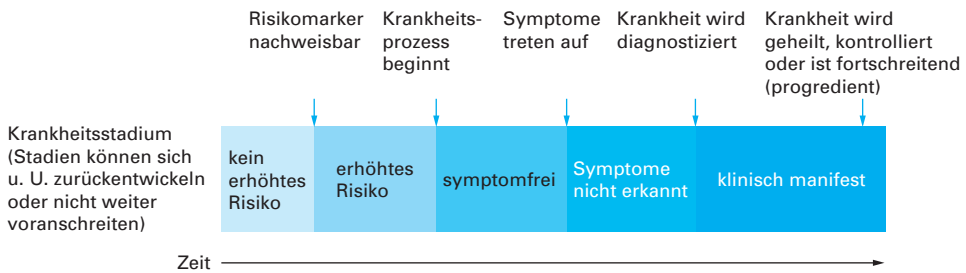 Risikomarker
nachweisbar
Krankheits-
prozess
beginnt
Symptome
treten auf
Krankheit wird
diagnostiziert
Krankheit wird
geheilt, kontrolliert
oder ist fortschreitend
(progredient)
Krankheitsstadium
(Stadien können sich
u. U. zurückentwickeln
oder nicht weiter
voranschreiten)
kein
erhöhtes
Risiko
erhöhtes
Risiko
symptomfrei
Symptome
nicht erkannt
klinisch manifest
Zeit